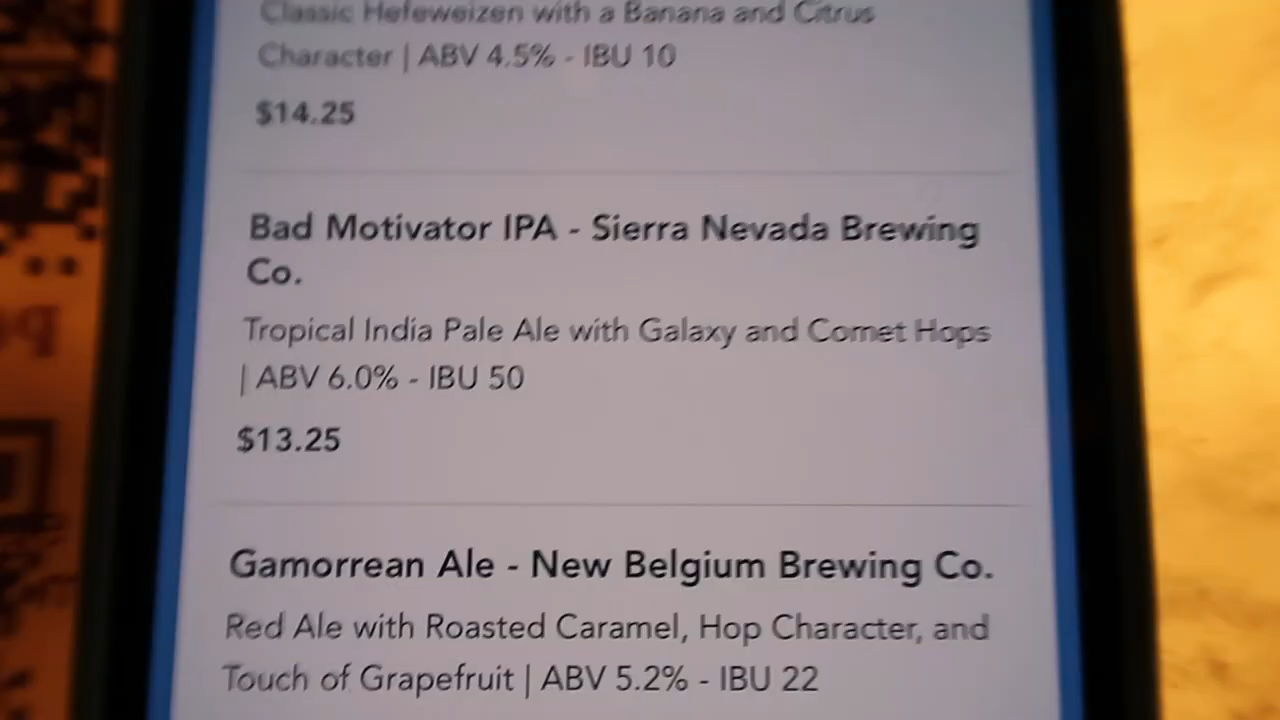 Classic Hefeweizen with a Banana and Citrus
Character | ABV 4.5% - IBU 10
$14.25
Bad Motivator IPA - Sierra Nevada Brewing
Co.
Tropical India Pale Ale with Galaxy and Comet Hops
| ABV 6.0% - IBU 50
$13.25
Gamorrean Ale - New Belgium Brewing Co.
Red Ale with Roasted Caramel, Hop Character, and
Touch of Grapefruit | ABV 5.2% - IBU 22